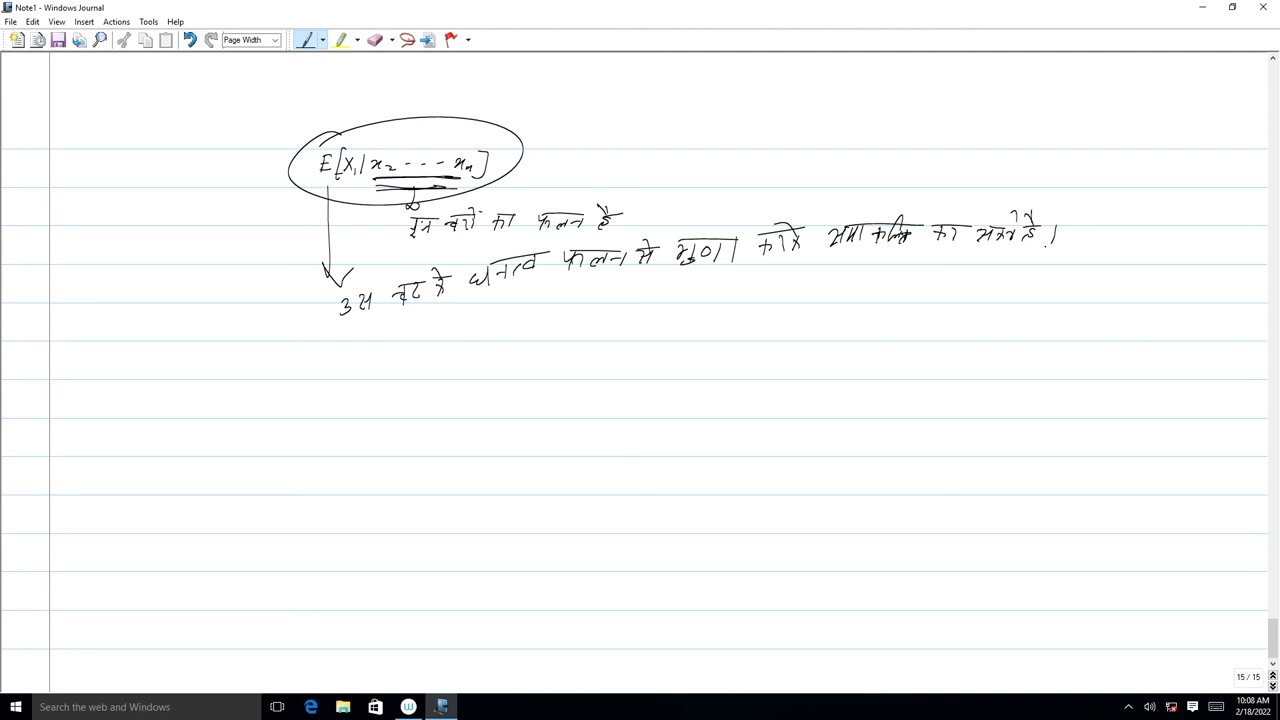 Note1 - Windows Journal
File Edit View Insert Actions Tools Help
Page Width
E[X₁| x₂ --- xₙ]
इन चरों का फलन है
उस चर के घनत्व फलन से गुणा करके समाकलित कर सकते हैं।
15 / 15
Search the web and Windows
10:08 AM
2/18/2022